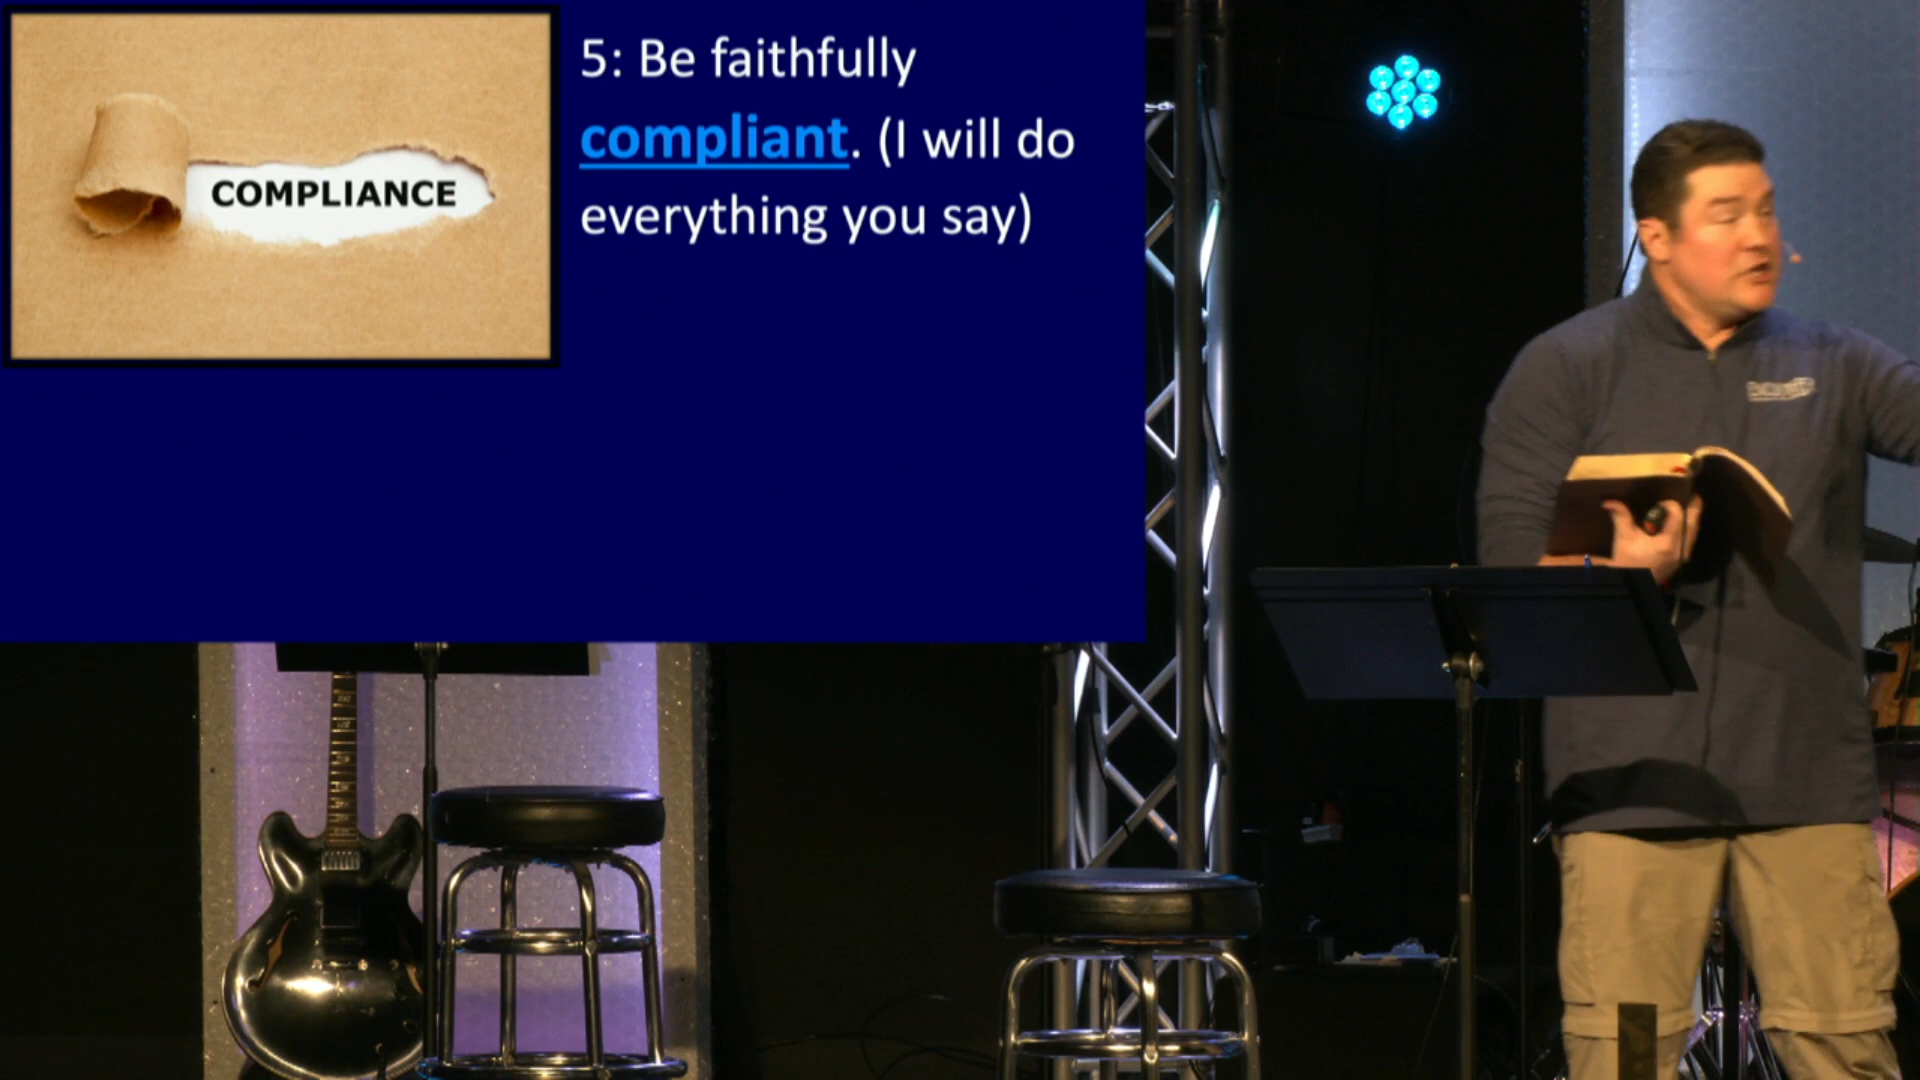 COMPLIANCE
5: Be faithfully
compliant. (I will do
everything you say)